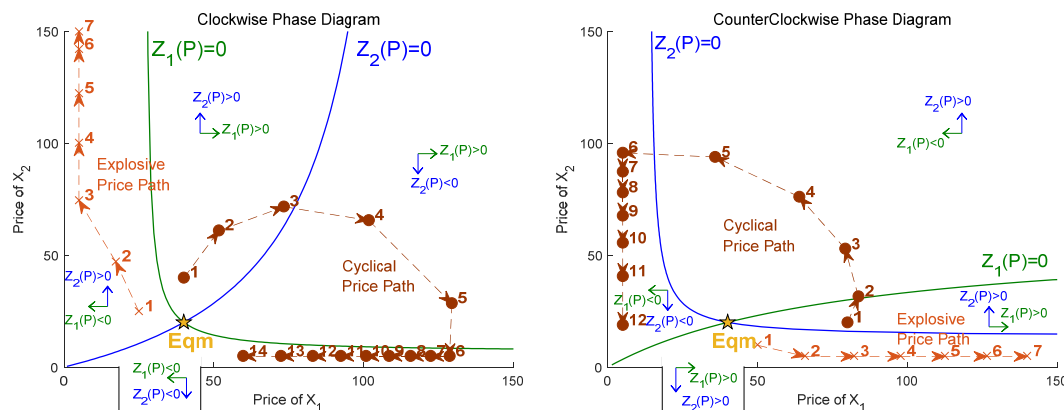 Clockwise Phase Diagram
150
100
50
0
Price of X2
0
50
100
150
Price of X1
Z1(P)=0
Z2(P)=0
Z2(P)>0
Z1(P)>0
Z1(P)>0
Z2(P)<0
Z2(P)>0
Z1(P)<0
Z1(P)<0
Z2(P)<0
Explosive
Price Path
7
6
5
4
3
2
1
Cyclical
Price Path
1
2
3
4
5
6
7
8
9
10
11
12
13
14
Eqm
CounterClockwise Phase Diagram
150
100
50
0
Price of X2
0
50
100
150
Price of X1
Z2(P)=0
Z1(P)=0
Z2(P)>0
Z1(P)<0
Z1(P)<0
Z2(P)<0
Z2(P)>0
Z1(P)>0
Z1(P)>0
Z2(P)>0
Cyclical
Price Path
1
2
3
4
5
6
7
8
9
10
11
12
Explosive
Price Path
1
2
3
4
5
6
7
Eqm